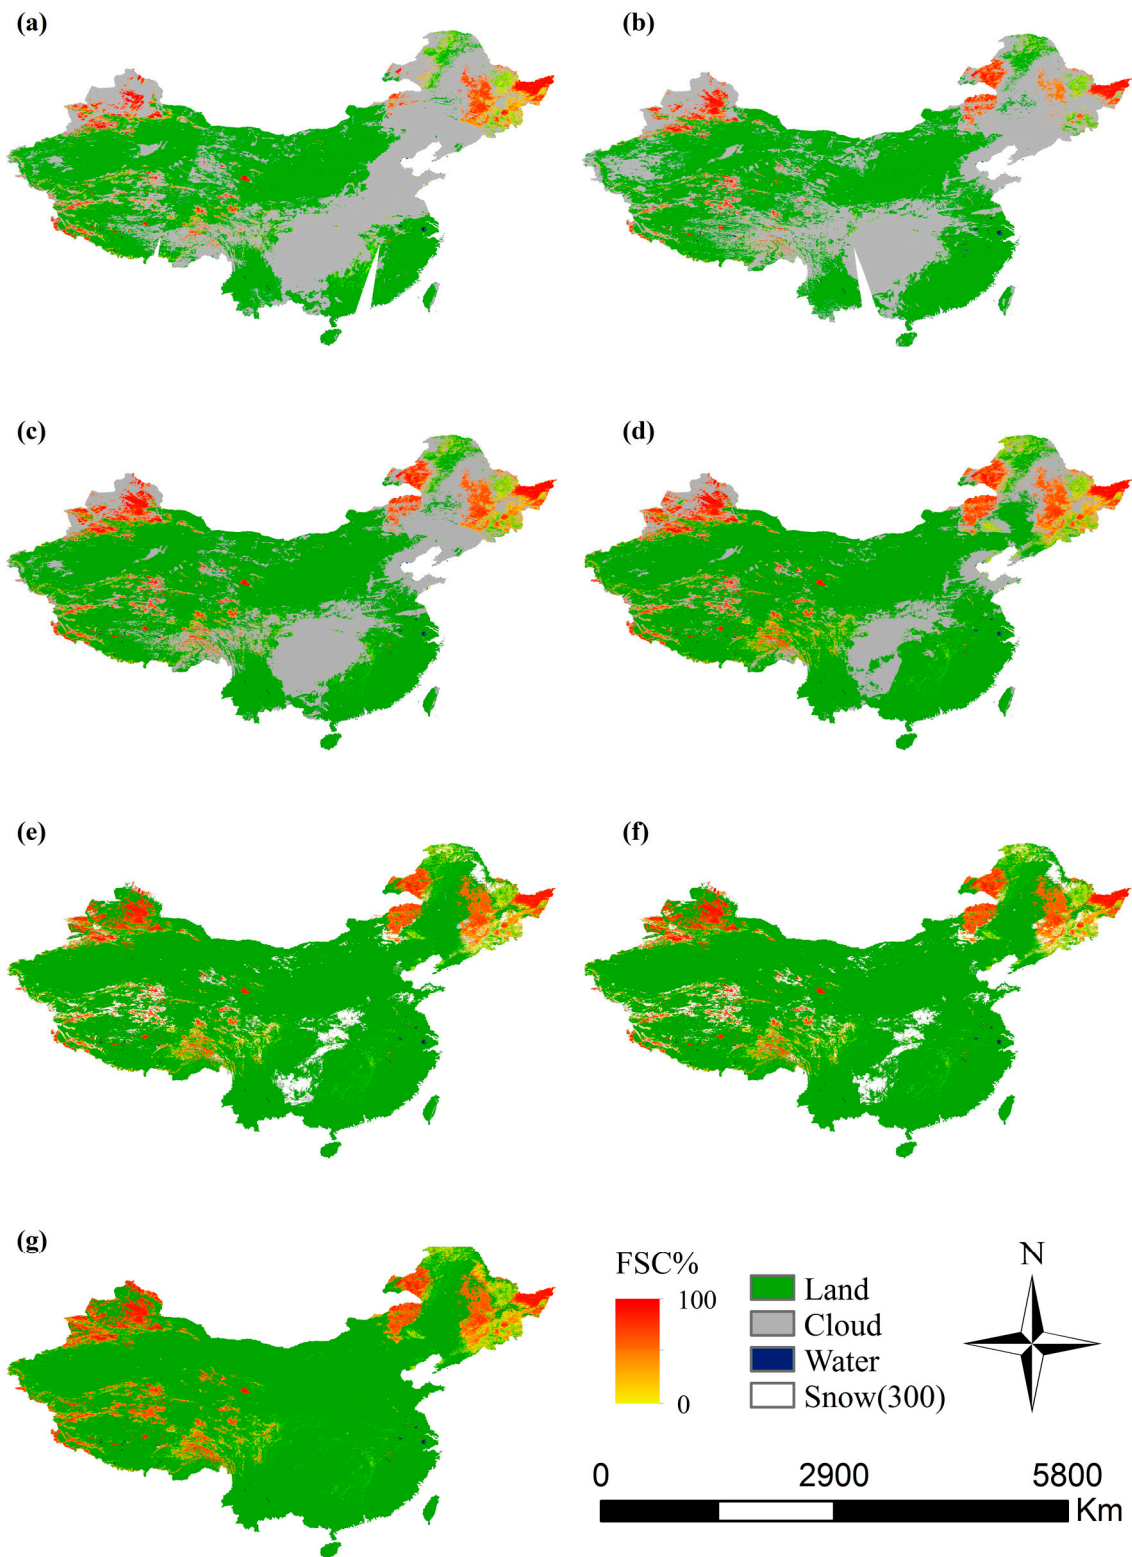 (a)
(b)
(c)
(d)
(e)
(f)
(g)
FSC%
100
0
Land
Cloud
Water
Snow(300)
N
0 2900 5800
Km